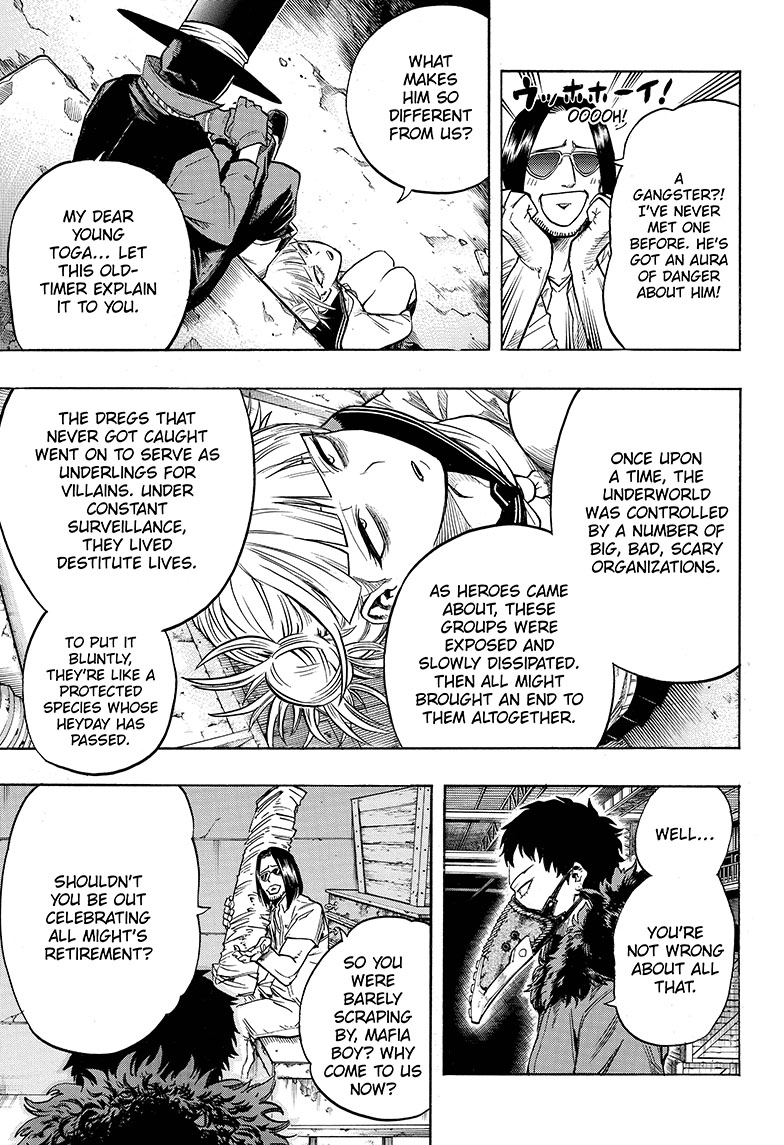 ウッホホーイ!
OOOOH!
A
GANGSTER?!
I'VE NEVER
MET ONE
BEFORE. HE'S
GOT AN AURA
OF DANGER
ABOUT HIM!
WHAT
MAKES
HIM SO
DIFFERENT
FROM US?
MY DEAR
YOUNG
TOGA... LET
THIS OLD-
TIMER EXPLAIN
IT TO YOU.
ONCE UPON
A TIME, THE
UNDERWORLD
WAS CONTROLLED
BY A NUMBER OF
BIG, BAD, SCARY
ORGANIZATIONS.
AS HEROES CAME
ABOUT, THESE
GROUPS WERE
EXPOSED AND
SLOWLY DISSIPATED.
THEN ALL MIGHT
BROUGHT AN END TO
THEM ALTOGETHER.
THE DREGS THAT
NEVER GOT CAUGHT
WENT ON TO SERVE AS
UNDERLINGS FOR
VILLAINS. UNDER
CONSTANT
SURVEILLANCE,
THEY LIVED
DESTITUTE LIVES.
TO PUT IT
BLUNTLY,
THEY'RE LIKE A
PROTECTED
SPECIES WHOSE
HEYDAY HAS
PASSED.
WELL...
YOU'RE
NOT WRONG
ABOUT ALL
THAT.
SO YOU
WERE
BARELY
SCRAPING
BY, MAFIA
BOY? WHY
COME TO US
NOW?
SHOULDN'T
YOU BE OUT
CELEBRATING
ALL MIGHT'S
RETIREMENT?